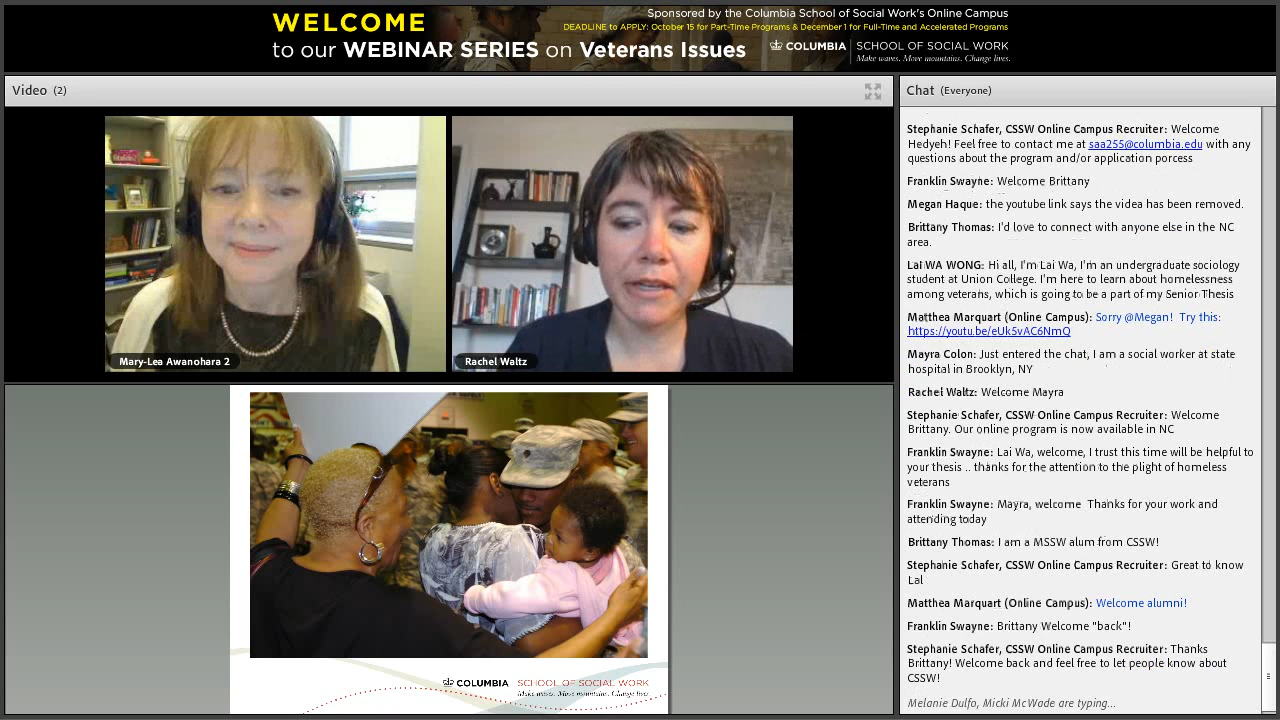 WELCOME
to our WEBINAR SERIES on Veterans Issues
Sponsored by the Columbia School of Social Work's Online Campus
DEADLINE to APPLY: October 15 for Part-Time Programs & December 1 for Full-Time and Accelerated Programs
COLUMBIA SCHOOL OF SOCIAL WORK
Make waves. Move mountains. Change lives.
Video (2)
Mary-Lea Awanohara 2
Rachel Waltz
COLUMBIA SCHOOL OF SOCIAL WORK
Make waves. Move mountains. Change lives.
Chat (Everyone)
Stephanie Schafer, CSSW Online Campus Recruiter: Welcome
Hedyeh! Feel free to contact me at saa255@columbia.edu with any
questions about the program and/or application porcess
Franklin Swayne: Welcome Brittany
Megan Haque: the youtube link says the videa has been removed.
Brittany Thomas: I'd love to connect with anyone else in the NC
area.
Lai WA WONG: Hi all, I'm Lai Wa, I'm an undergraduate sociology
student at Union College. I'm here to learn about homelessness
among veterans, which is going to be a part of my Senior Thesis
Matthea Marquart (Online Campus): Sorry @Megan! Try this:
https://youtu.be/eUk5vAC6NmQ
Mayra Colon: Just entered the chat, I am a social worker at state
hospital in Brooklyn, NY
Rachel Waltz: Welcome Mayra
Stephanie Schafer, CSSW Online Campus Recruiter: Welcome
Brittany. Our online program is now available in NC
Franklin Swayne: Lai Wa, welcome, I trust this time will be helpful to
your thesis .. thanks for the attention to the plight of homeless
veterans
Franklin Swayne: Mayra, welcome Thanks for your work and
attending today
Brittany Thomas: I am a MSSW alum from CSSW!
Stephanie Schafer, CSSW Online Campus Recruiter: Great to know
Lal
Matthea Marquart (Online Campus): Welcome alumni!
Franklin Swayne: Brittany Welcome "back"!
Stephanie Schafer, CSSW Online Campus Recruiter: Thanks
Brittany! Welcome back and feel free to let people know about
CSSW!
Melanie Dulfo, Micki McWade are typing...